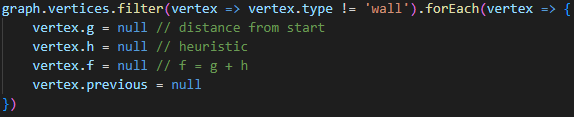 graph.vertices.filter(vertex => vertex.type != 'wall').forEach(vertex => {
    vertex.g = null // distance from start
    vertex.h = null // heuristic
    vertex.f = null // f = g + h
    vertex.previous = null
})